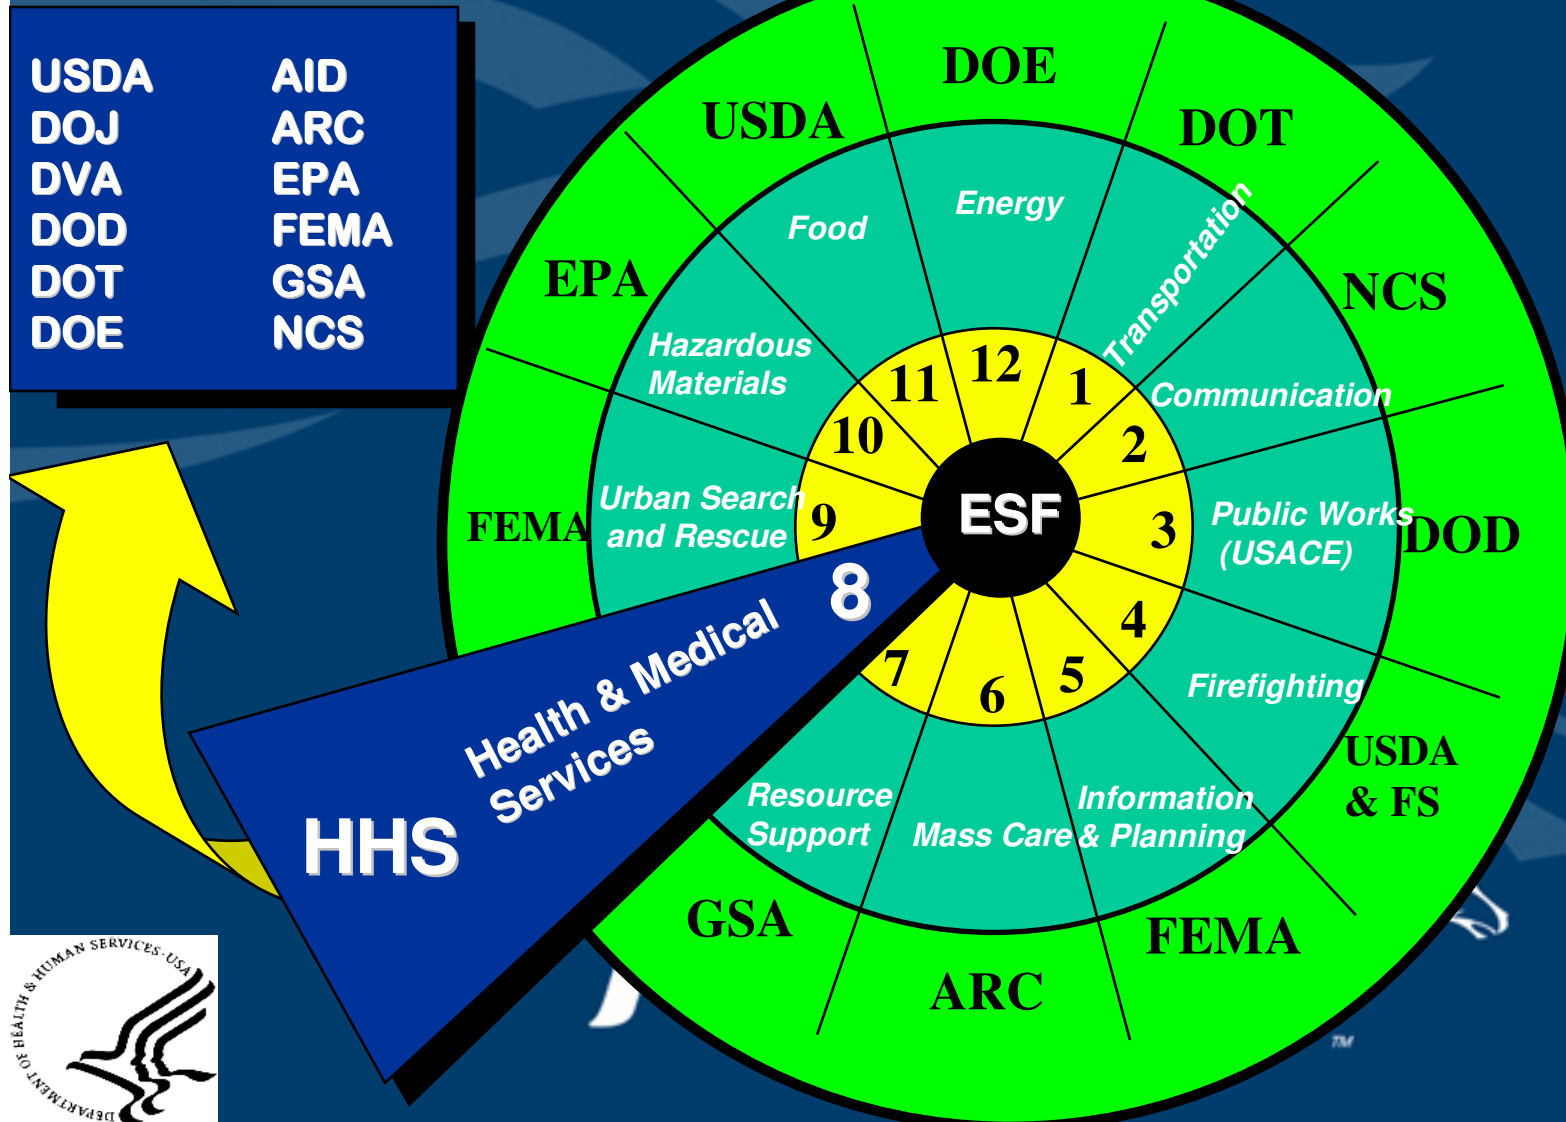 USDA AID
DOJ ARC
DVA EPA
DOD FEMA
DOT GSA
DOE NCS
DOE
DOT
NCS
DOD
USDA
& FS
FEMA
ARC
GSA
FEMA
EPA
USDA
Energy
Transportation
Communication
Public Works
(USACE)
Firefighting
Information
& Planning
Mass Care
Resource
Support
Urban Search
and Rescue
Hazardous
Materials
Food
12
1
2
3
4
5
6
7
8
9
10
11
ESF
Health & Medical
Services
HHS
DEPARTMENT OF HEALTH & HUMAN SERVICES · USA
TM